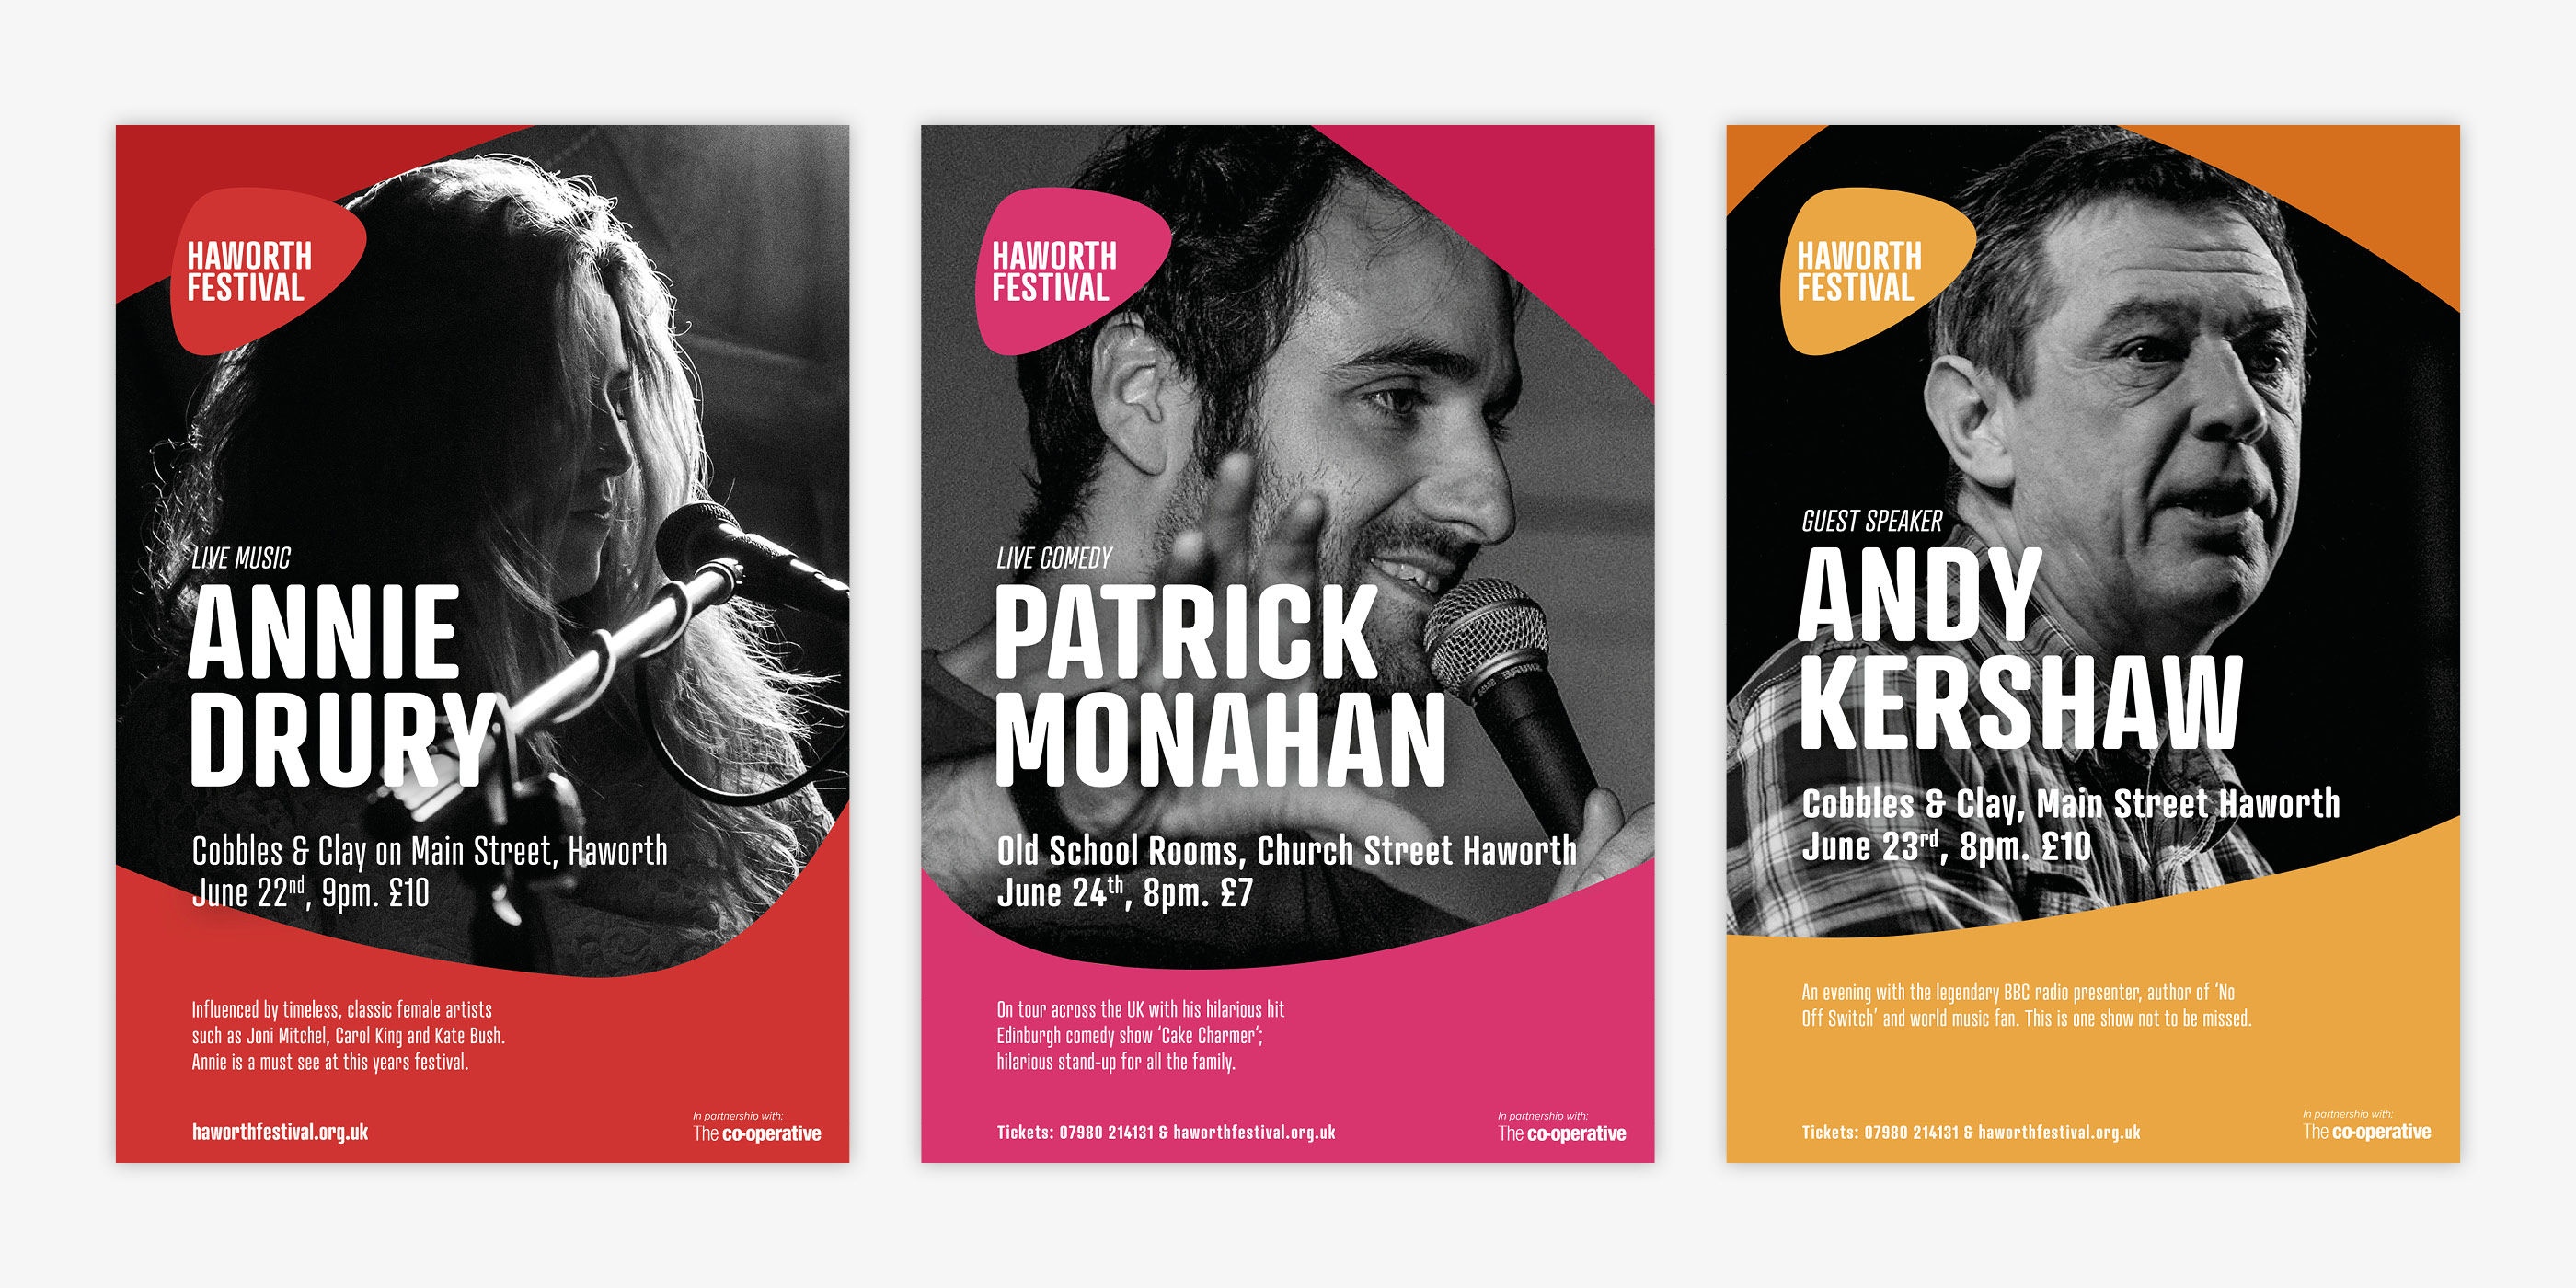 HAWORTH
FESTIVAL
LIVE MUSIC
ANNIE
DRURY
Cobbles & Clay on Main Street, Haworth
June 22nd, 9pm. £10
Influenced by timeless, classic female artists
such as Joni Mitchel, Carol King and Kate Bush.
Annie is a must see at this years festival.
haworthfestival.org.uk
In partnership with:
The co-operative
HAWORTH
FESTIVAL
LIVE COMEDY
PATRICK
MONAHAN
Old School Rooms, Church Street Haworth
June 24th, 8pm. £7
On tour across the UK with his hilarious hit
Edinburgh comedy show ‘Cake Charmer‘;
hilarious stand-up for all the family.
Tickets: 07980 214131 & haworthfestival.org.uk
In partnership with:
The co-operative
HAWORTH
FESTIVAL
GUEST SPEAKER
ANDY
KERSHAW
Cobbles & Clay, Main Street Haworth
June 23rd, 8pm. £10
An evening with the legendary BBC radio presenter, author of ‘No
Off Switch’ and world music fan. This is one show not to be missed.
Tickets: 07980 214131 & haworthfestival.org.uk
In partnership with:
The co-operative